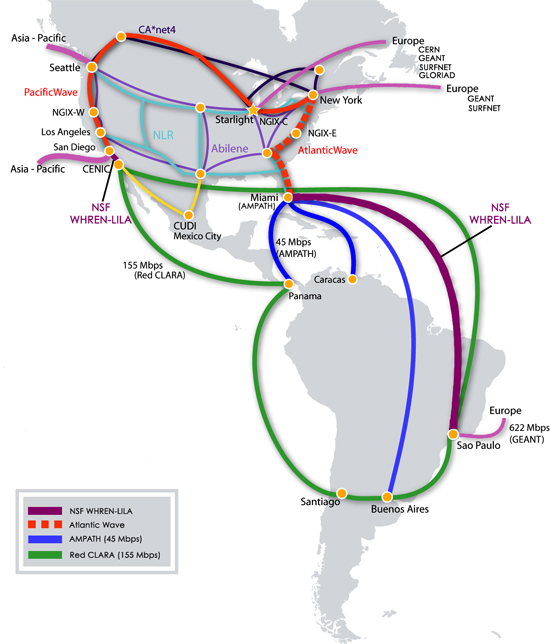 CA*net4
Asia - Pacific
Europe
CERN
GEANT
SURFNET
GLORIAD
Seattle
Europe
GEANT
SURFNET
PacificWave
New York
NGIX-W
Starlight
NGIX-C
Los Angeles
NLR
NGIX-E
San Diego
Abilene
AtlanticWave
Asia - Pacific
CENIC
Miami
(AMPATH)
NSF
WHREN-LILA
NSF
WHREN-LILA
CUDI
Mexico City
45 Mbps
(AMPATH)
155 Mbps
(Red CLARA)
Caracas
Panama
Europe
622 Mbps
(GEANT)
Sao Paulo
Santiago
Buenos Aires
NSF WHREN-LILA
Atlantic Wave
AMPATH (45 Mbps)
Red CLARA (155 Mbps)